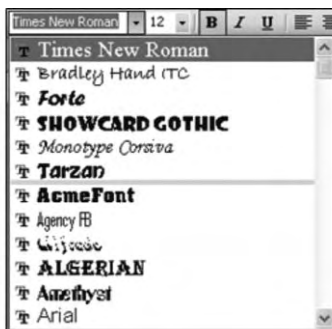 Times New Roman 12 B I U
Times New Roman
Bradley Hand ITC
Forte
SHOWCARD GOTHIC
Monotype Corsiva
Tarzan
AcmeFont
Agency FB
ALGERIAN
Amethyst
Arial